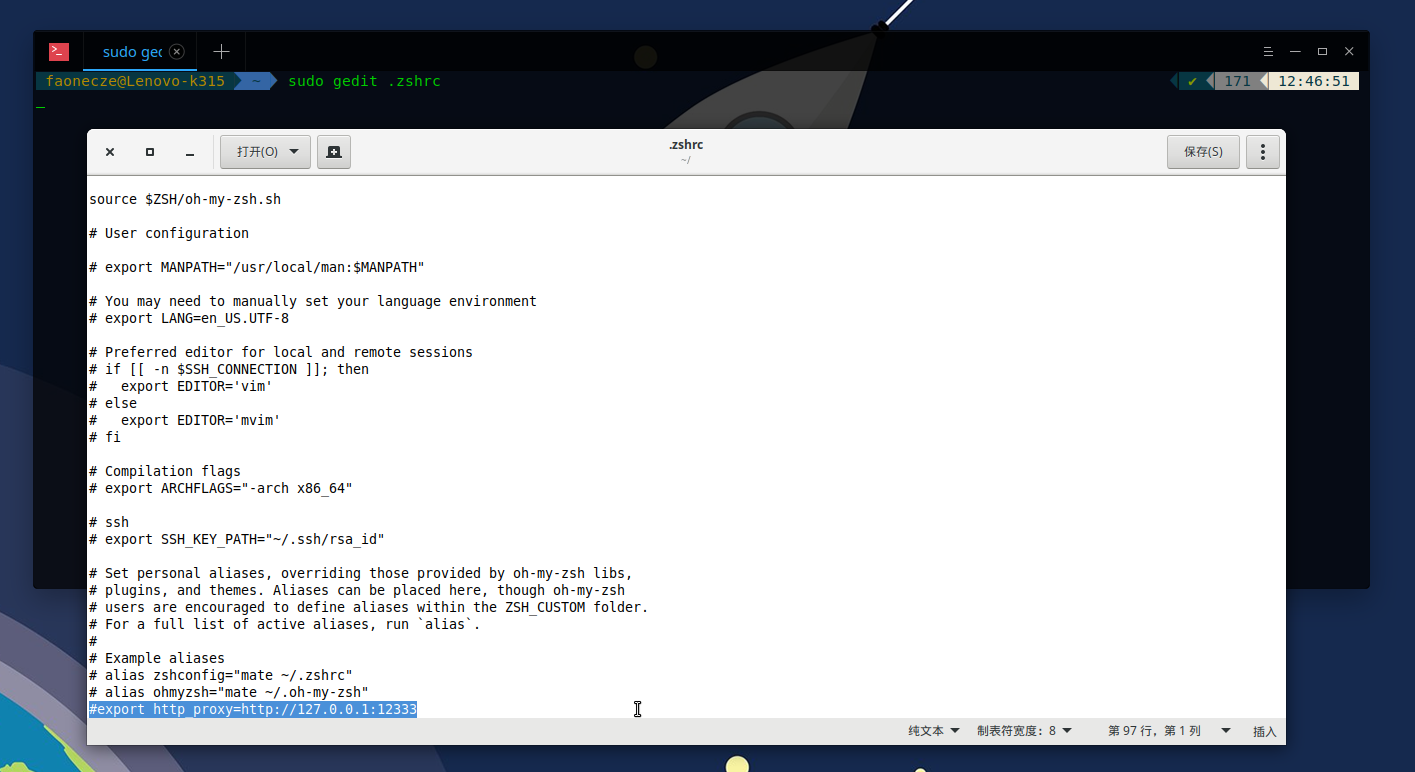 sudo gec
faonecze@Lenovo-k315 ~ sudo gedit .zshrc ✔ 171 12:46:51
打开(O)
.zshrc
~/
保存(S)
source $ZSH/oh-my-zsh.sh
# User configuration
# export MANPATH="/usr/local/man:$MANPATH"
# You may need to manually set your language environment
# export LANG=en_US.UTF-8
# Preferred editor for local and remote sessions
# if [[ -n $SSH_CONNECTION ]]; then
#   export EDITOR='vim'
# else
#   export EDITOR='mvim'
# fi
# Compilation flags
# export ARCHFLAGS="-arch x86_64"
# ssh
# export SSH_KEY_PATH="~/.ssh/rsa_id"
# Set personal aliases, overriding those provided by oh-my-zsh libs,
# plugins, and themes. Aliases can be placed here, though oh-my-zsh
# users are encouraged to define aliases within the ZSH_CUSTOM folder.
# For a full list of active aliases, run `alias`.
#
# Example aliases
# alias zshconfig="mate ~/.zshrc"
# alias ohmyzsh="mate ~/.oh-my-zsh"
#export http_proxy=http://127.0.0.1:12333
纯文本 制表符宽度：8 第 97 行，第 1 列 插入